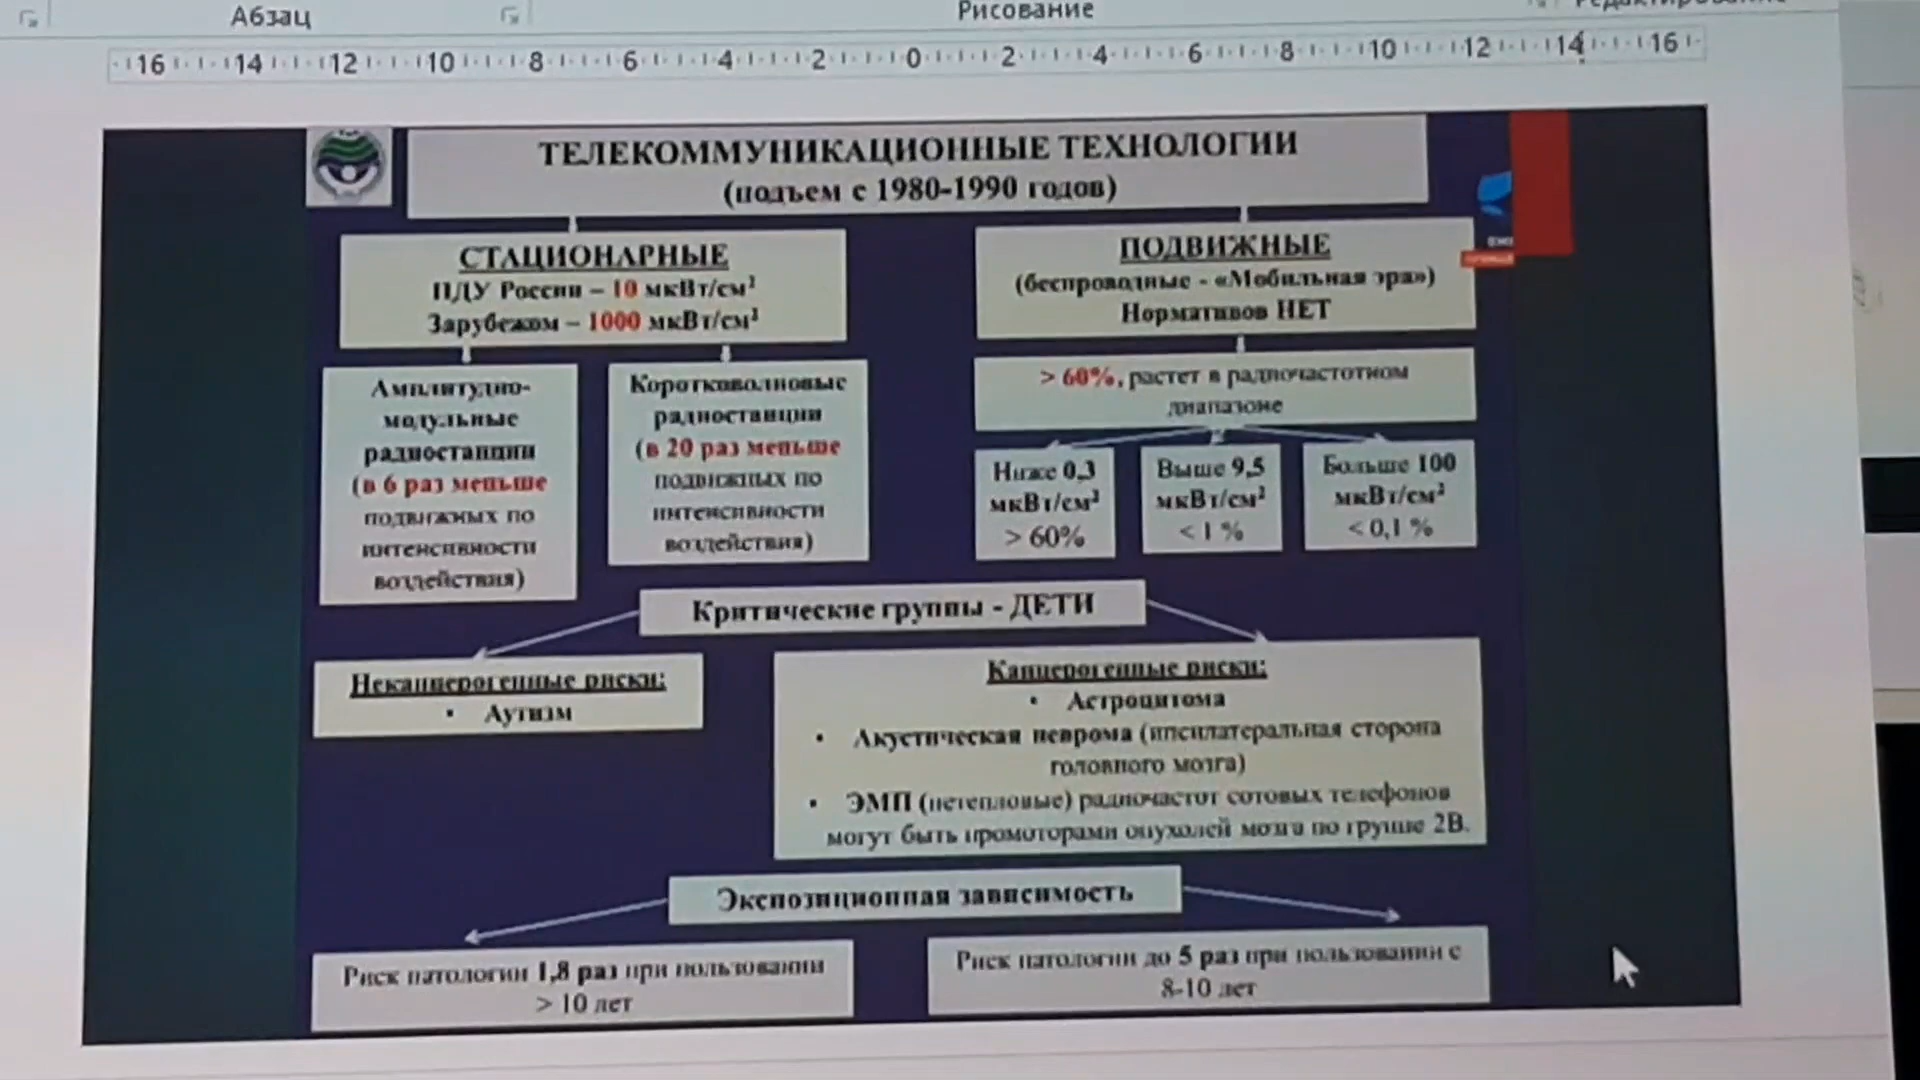 Абзац
Рисование
Редактирование
16 14 12 10 8 6 4 2 0 2 4 6 8 10 12 14 16
ТЕЛЕКОММУНИКАЦИОННЫЕ ТЕХНОЛОГИИ
(подъем с 1980-1990 годов)
СТАЦИОНАРНЫЕ
ПДУ России – 10 мкВт/см²
Зарубежом – 1000 мкВт/см²
ПОДВИЖНЫЕ
(беспроводные - «Мобильная эра»)
Нормативов НЕТ
Амплитудно-
модульные
радиостанции
(в 6 раз меньше
подвижных по
интенсивности
воздействия)
Коротковолновые
радиостанции
(в 20 раз меньше
подвижных по
интенсивности
воздействия)
> 60%, растет в радиочастотном
диапазоне
Ниже 0,3
мкВт/см²
> 60%
Выше 9,5
мкВт/см²
< 1 %
Больше 100
мкВт/см²
< 0,1 %
Критические группы - ДЕТИ
Неканцерогенные риски:
• Аутизм
Канцерогенные риски:
• Астроцитома
• Акустическая неврома (ипсилатеральная сторона
головного мозга)
• ЭМП (нетепловые) радиочастот сотовых телефонов
могут быть промоторами опухолей мозга по группе 2В.
Экспозиционная зависимость
Риск патологии 1,8 раз при пользовании
> 10 лет
Риск патологии до 5 раз при пользовании с
8-10 лет